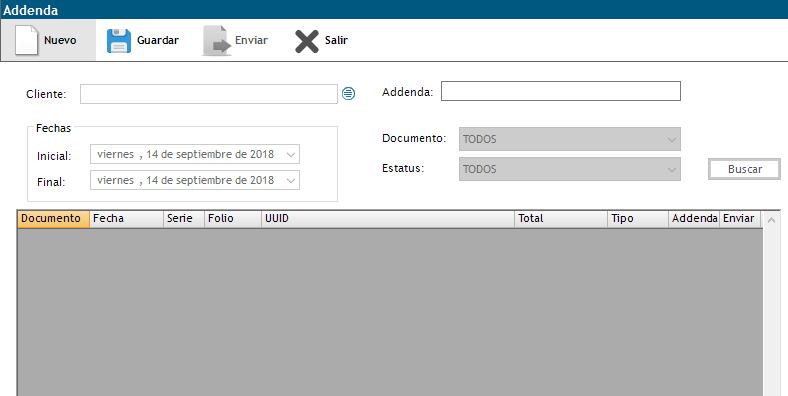 Addenda
Nuevo Guardar Enviar Salir
Cliente: Addenda:
Fechas
Inicial: viernes , 14 de septiembre de 2018
Final: viernes , 14 de septiembre de 2018
Documento: TODOS
Estatus: TODOS Buscar
Documento Fecha Serie Folio UUID Total Tipo Addenda Enviar